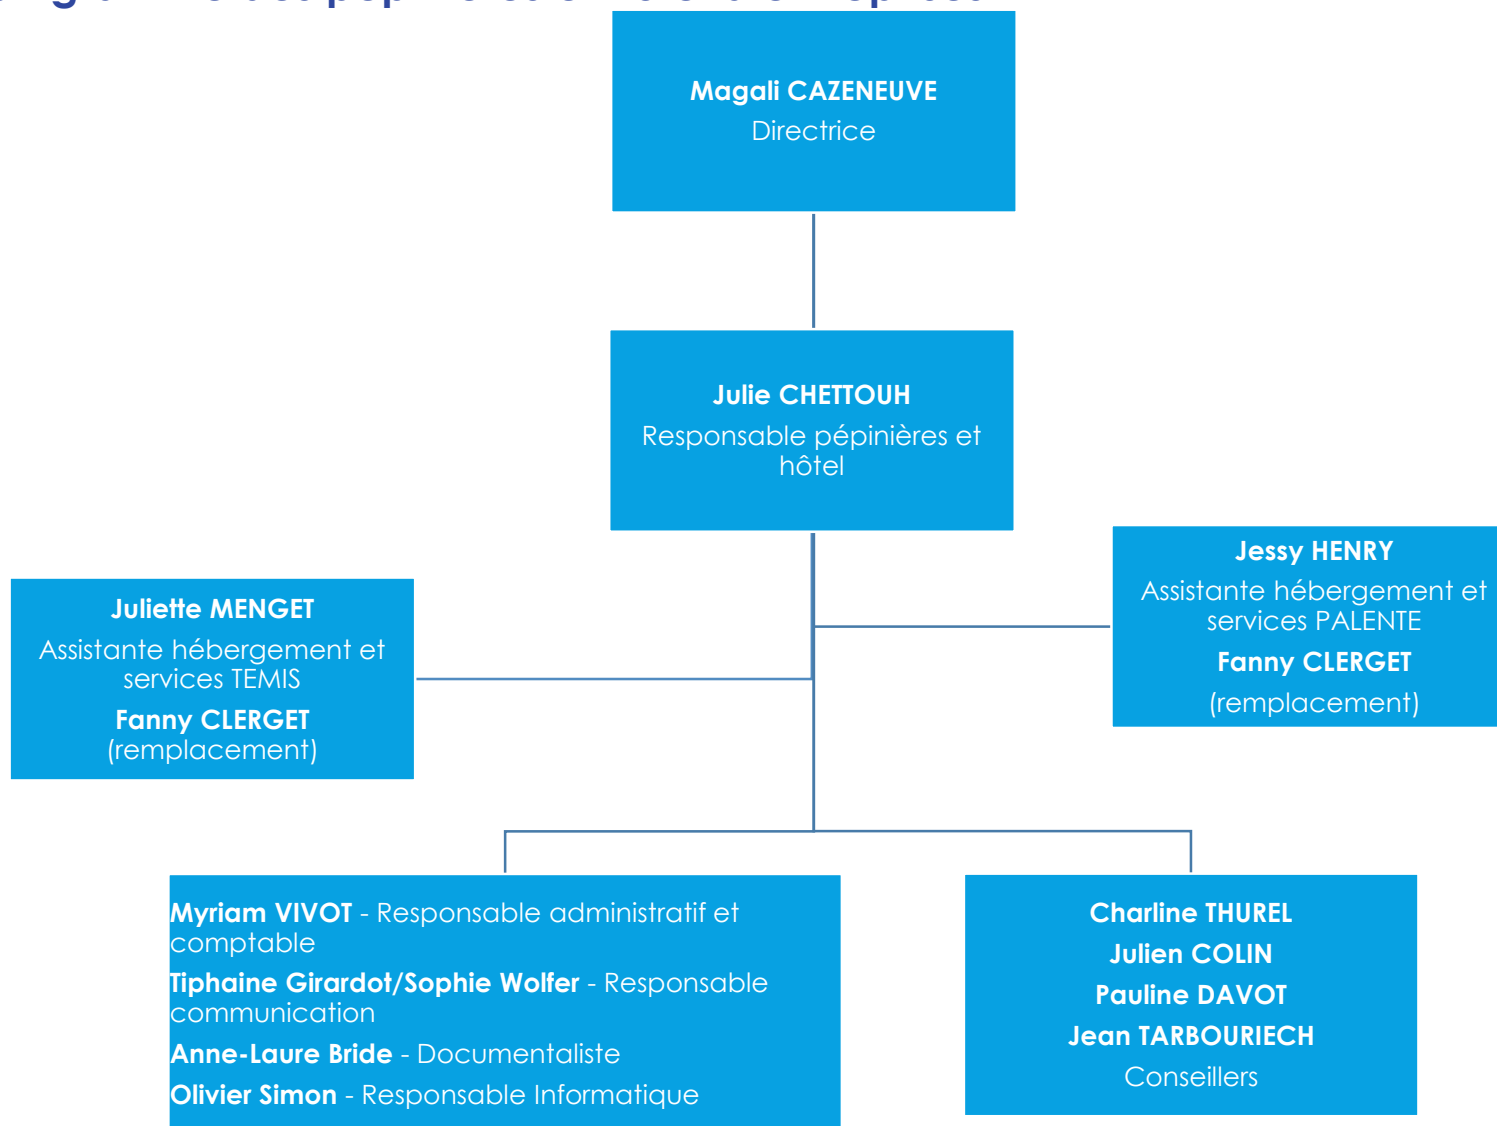 Magali CAZENEUVE
Directrice
Julie CHETTOUH
Responsable pépinières et
hôtel
Jessy HENRY
Assistante hébergement et
services PALENTE
Fanny CLERGET
(remplacement)
Juliette MENGET
Assistante hébergement et
services TEMIS
Fanny CLERGET
(remplacement)
Myriam VIVOT - Responsable administratif et
comptable
Tiphaine Girardot/Sophie Wolfer - Responsable
communication
Anne-Laure Bride - Documentaliste
Olivier Simon - Responsable Informatique
Charline THUREL
Julien COLIN
Pauline DAVOT
Jean TARBOURIECH
Conseillers